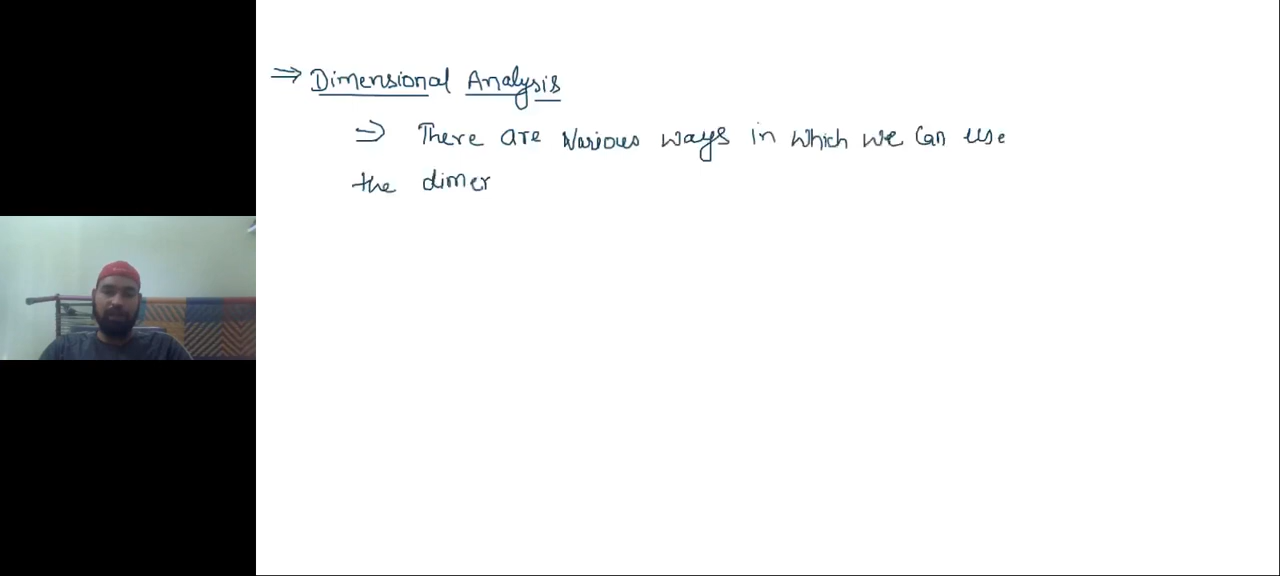 ⇒ Dimensional Analysis
⇒ There are Various ways in which we can use
the dimer